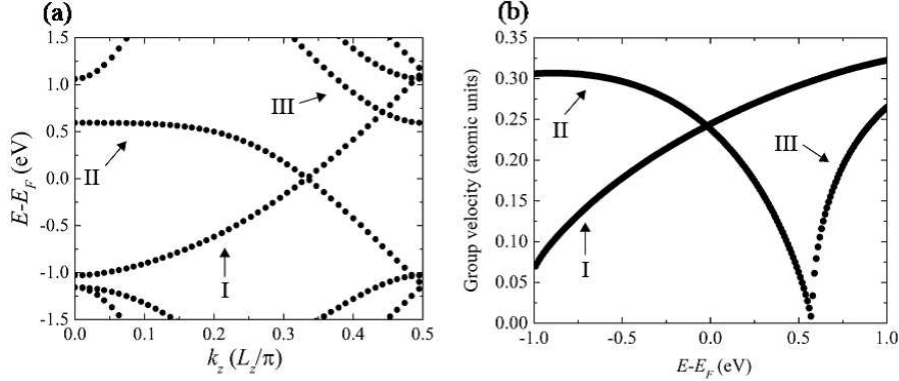 (a)
1.5
1.0
0.5
0.0
-0.5
-1.0
-1.5
E-E_F (eV)
III
II
I
0.0 0.1 0.2 0.3 0.4 0.5
k_z (L_z/π)
(b)
0.35
0.30
0.25
0.20
0.15
0.10
0.05
0.00
Group velocity (atomic units)
II
III
I
-1.0 -0.5 0.0 0.5 1.0
E-E_F (eV)